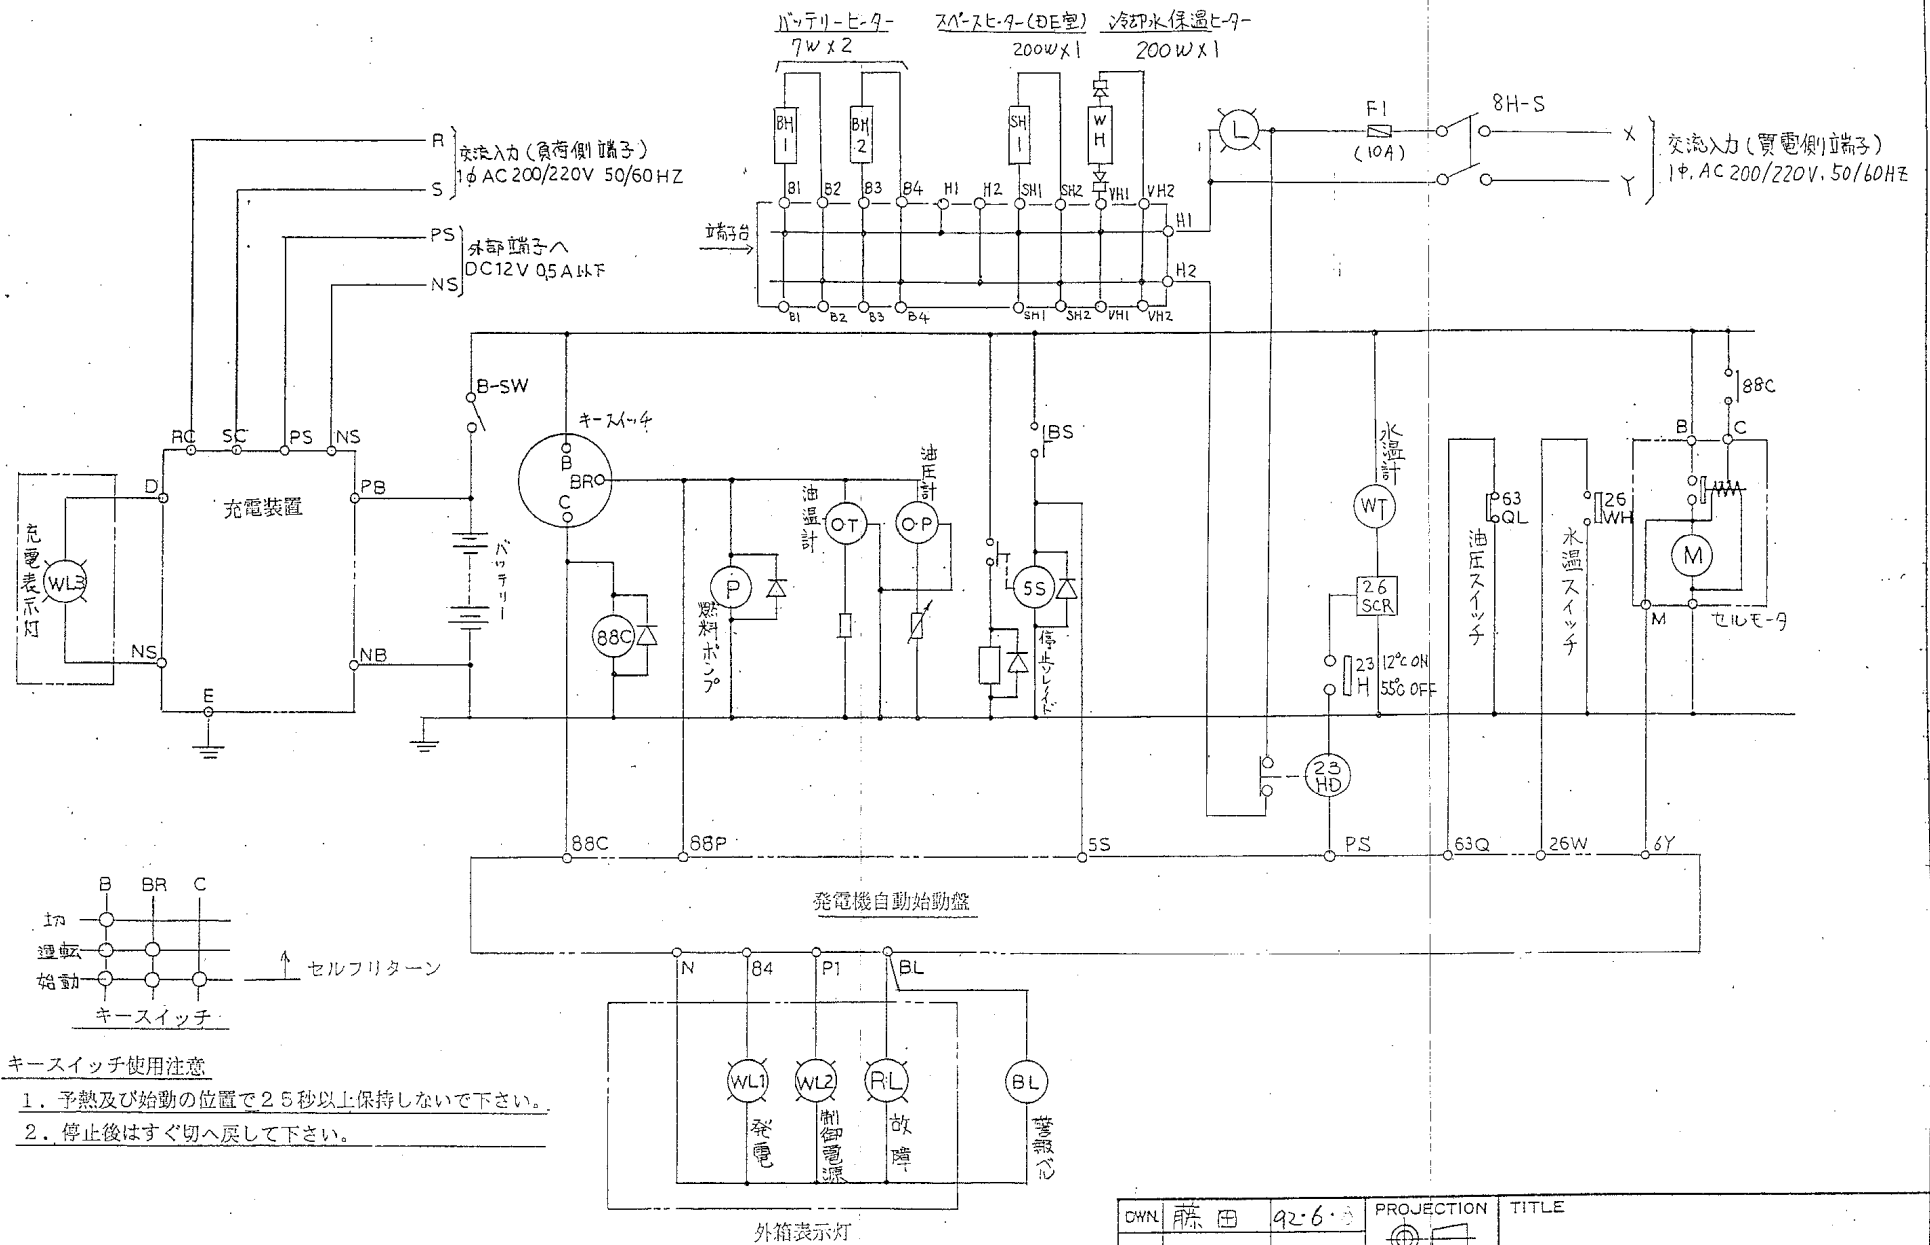 バッテリーヒーター
7W×2
スペースヒーター(DE室)
200W×1
冷却水保温ヒーター
200W×1
BH
1
BH
2
SH
1
W
H
L
F1
(10A)
8H-S
X
Y
交流入力(買電側端子)
1φ, AC 200/220V, 50/60HZ
R
S
交流入力(負荷側端子)
1φ AC 200/220V 50/60HZ
PS
NS
外部端子へ
DC12V 0.5A以下
B1 B2 B3 B4 H1 H2 SH1 SH2 VH1 VH2
端子台
H1
H2
B1 B2 B3 B4 SH1 SH2 VH1 VH2
B-SW
キースイッチ
B
BR
C
RC SC PS NS
D
PB
充電装置
充電表示灯
WL3
NS
NB
E
バッテリー
88C
P
燃料ポンプ
油温計
O・T
油圧計
O・P
BS
5S
停止ソレノイド
水温計
WT
26
SCR
23
H
12℃ ON
55℃ OFF
23
HD
63
QL
油圧スイッチ
26
WH
水温スイッチ
88C
B
C
M
M
セルモータ
88C
88P
5S
PS
63Q
26W
6Y
発電機自動始動盤
N
84
P1
BL
WL1
発電
WL2
制御電源
RL
故障
BL
警報ベル
外箱表示灯
B BR C
切
運転
始動
セルフリターン
キースイッチ
キースイッチ使用注意
1. 予熱及び始動の位置で25秒以上保持しないで下さい。
2. 停止後はすぐ切へ戻して下さい。
DWN. 藤田 92・6・
PROJECTION
TITLE